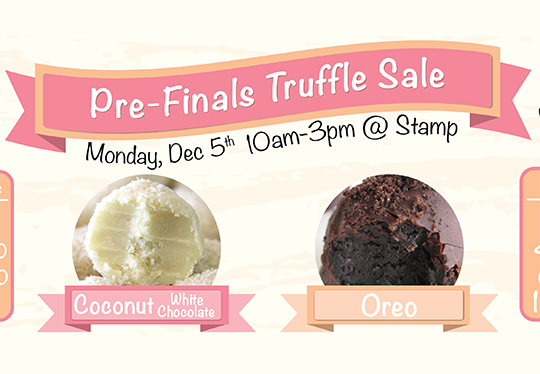 Pre-Finals Truffle Sale
Monday, Dec 5th 10am-3pm @ Stamp
Coconut White Chocolate
Oreo